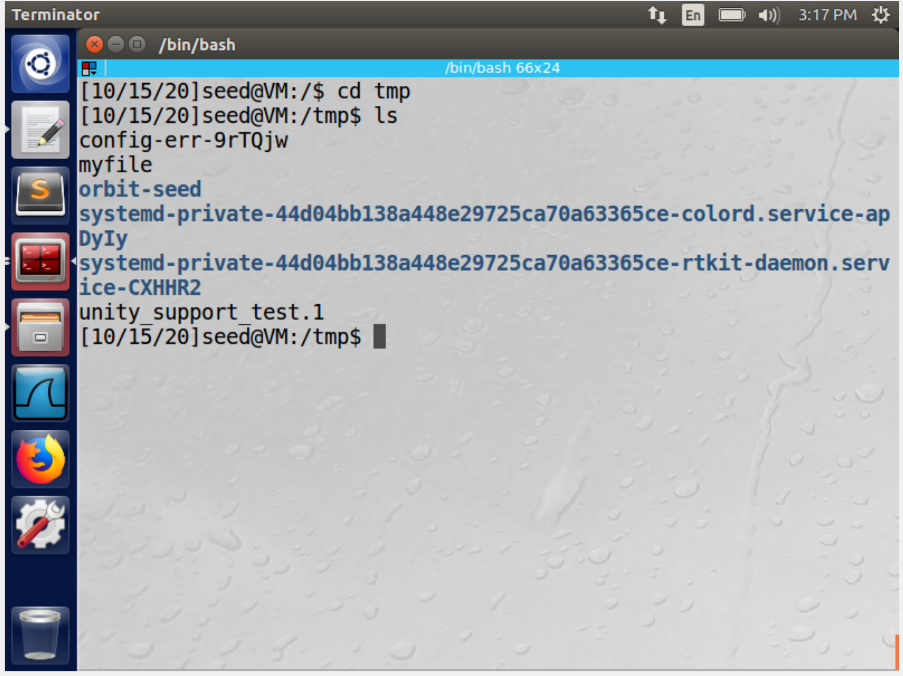 Terminator
En
3:17 PM
/bin/bash
/bin/bash 66x24
[10/15/20]seed@VM:/$ cd tmp
[10/15/20]seed@VM:/tmp$ ls
config-err-9rTQjw
myfile
orbit-seed
systemd-private-44d04bb138a448e29725ca70a63365ce-colord.service-ap
DyIy
systemd-private-44d04bb138a448e29725ca70a63365ce-rtkit-daemon.serv
ice-CXHHR2
unity_support_test.1
[10/15/20]seed@VM:/tmp$